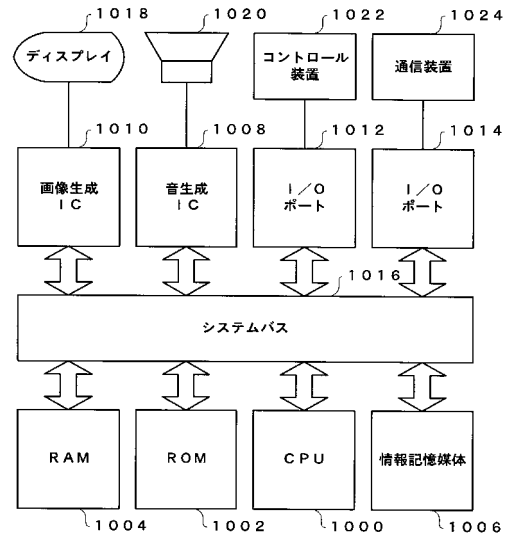 1018
1020
1022
1024
ディスプレイ
コントロール
装置
通信装置
1010
1008
1012
1014
画像生成
IC
音生成
IC
I/O
ポート
I/O
ポート
1016
システムバス
RAM
ROM
CPU
情報記憶媒体
1004
1002
1000
1006